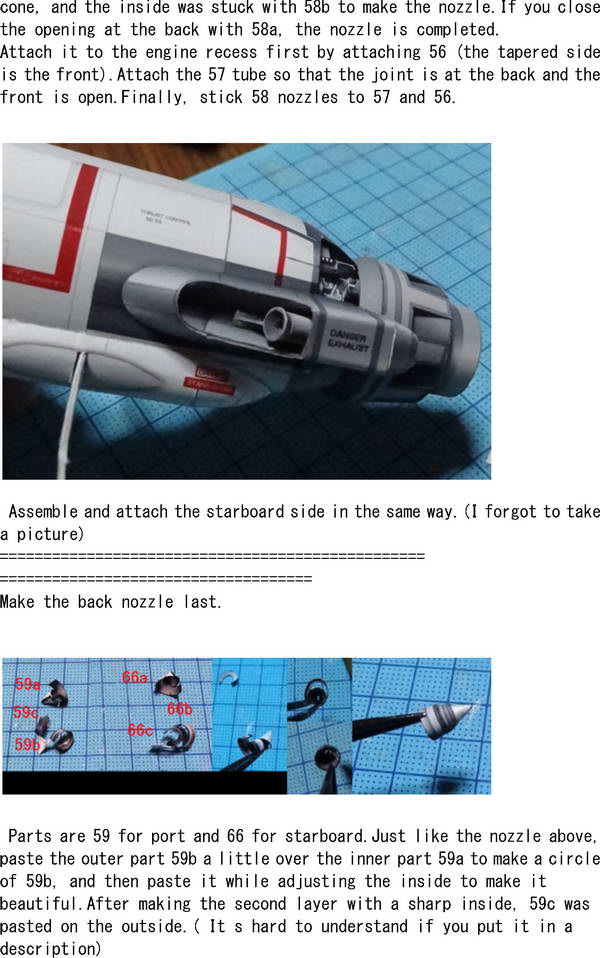 cone, and the inside was stuck with 58b to make the nozzle.If you close
the opening at the back with 58a, the nozzle is completed.
Attach it to the engine recess first by attaching 56 (the tapered side
is the front).Attach the 57 tube so that the joint is at the back and the
front is open.Finally, stick 58 nozzles to 57 and 56.
THRUST CONTROL
DANGER
EXHAUST
Assemble and attach the starboard side in the same way.(I forgot to take
a picture)
=================================================
====================================
Make the back nozzle last.
59a
66a
59c
66b
66c
59b
Parts are 59 for port and 66 for starboard.Just like the nozzle above,
paste the outer part 59b a little over the inner part 59a to make a circle
of 59b, and then paste it while adjusting the inside to make it
beautiful.After making the second layer with a sharp inside, 59c was
pasted on the outside.( It s hard to understand if you put it in a
description)